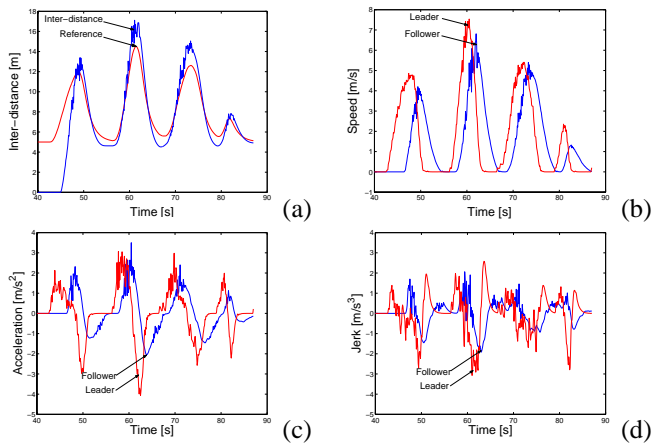 Inter−distance
Reference
Inter−distance [m]
18
16
14
12
10
8
6
4
2
0
40 50 60 70 80 90
Time [s]
(a)
Leader
Follower
Speed [m/s]
8
7
6
5
4
3
2
1
0
−1
40 50 60 70 80 90
Time [s]
(b)
Acceleration [m/s²]
4
3
2
1
0
−1
−2
−3
−4
−5
Follower
Leader
40 50 60 70 80 90
Time [s]
(c)
Jerk [m/s³]
4
3
2
1
0
−1
−2
−3
−4
−5
Follower
Leader
40 50 60 70 80 90
Time [s]
(d)